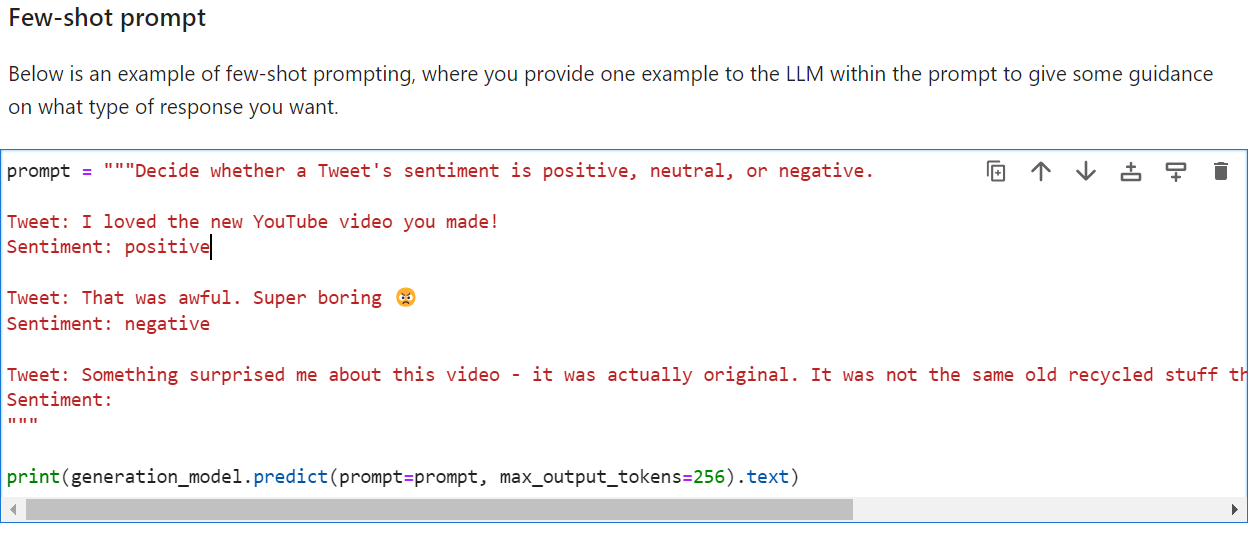 Few-shot prompt
Below is an example of few-shot prompting, where you provide one example to the LLM within the prompt to give some guidance
on what type of response you want.
prompt = """Decide whether a Tweet's sentiment is positive, neutral, or negative.
Tweet: I loved the new YouTube video you made!
Sentiment: positive
Tweet: That was awful. Super boring 😠
Sentiment: negative
Tweet: Something surprised me about this video - it was actually original. It was not the same old recycled stuff
Sentiment:
"""
print(generation_model.predict(prompt=prompt, max_output_tokens=256).text)